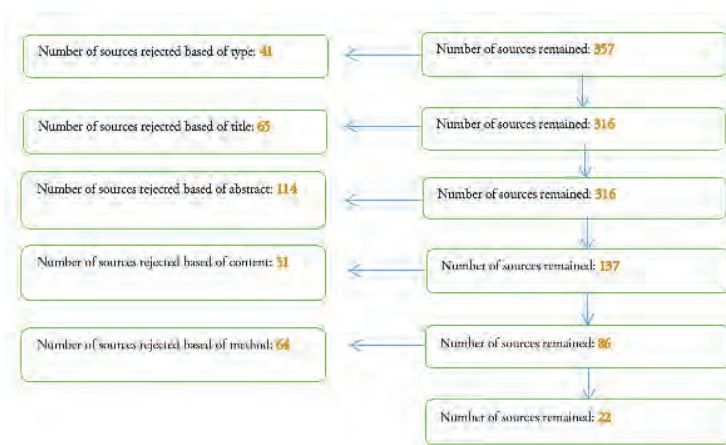 Number of sources rejected based of type: 41
Number of sources remained: 357
Number of sources rejected based of title: 65
Number of sources remained: 316
Number of sources rejected based of abstract: 114
Number of sources remained: 316
Number of sources rejected based of content: 51
Number of sources remained: 137
Number of sources rejected based of method: 64
Number of sources remained: 86
Number of sources remained: 22